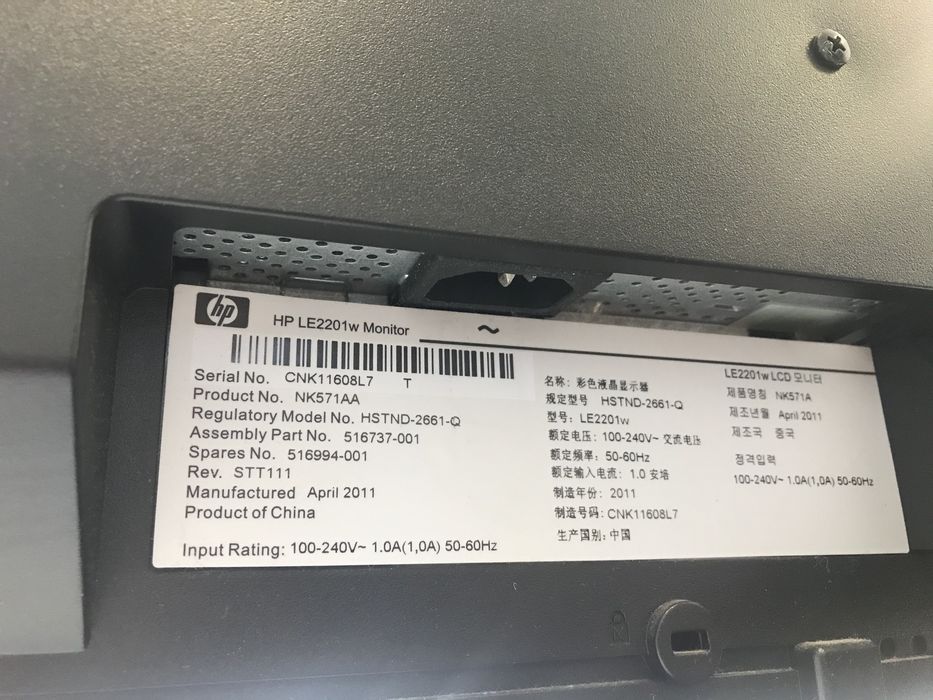 hp
HP LE2201w Monitor
~
Serial No. CNK11608L7 T
Product No. NK571AA
Regulatory Model No. HSTND-2661-Q
Assembly Part No. 516737-001
Spares No. 516994-001
Rev. STT111
Manufactured April 2011
Product of China
Input Rating: 100-240V~ 1.0A(1,0A) 50-60Hz
名称: 彩色液晶显示器
规定型号 HSTND-2661-Q
型号: LE2201w
额定电压: 100-240V~ 交流电压
额定频率: 50-60Hz
额定输入电流: 1.0 安培
制造年份: 2011
制造号码: CNK11608L7
生产国别: 中国
LE2201w LCD 모니터
제품명칭 NK571A
제조년월 April 2011
제조국 중국
정격입력
100-240V~ 1.0A(1,0A) 50-60Hz